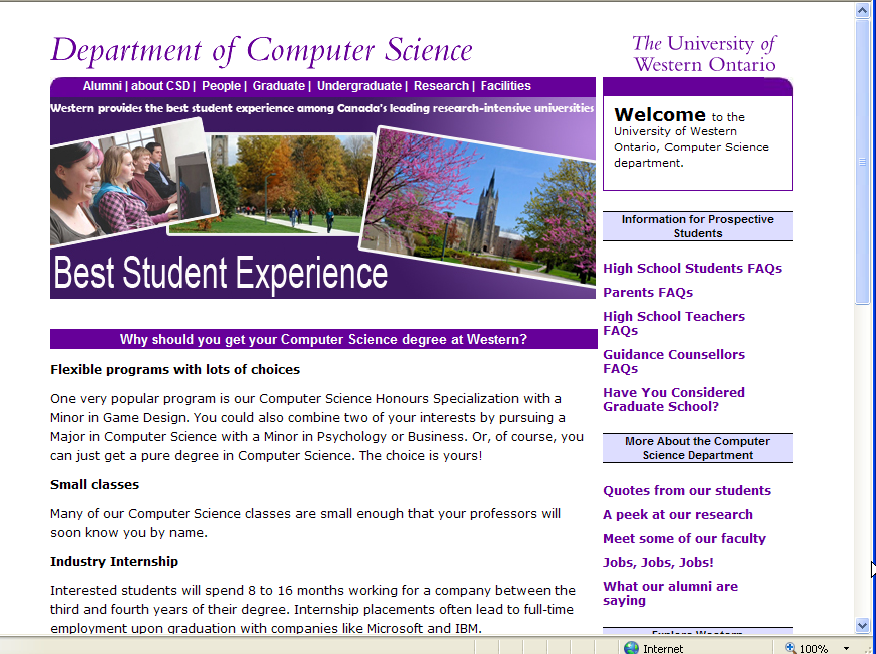 Department of Computer Science
The University of
Western Ontario
Alumni | about CSD | People | Graduate | Undergraduate | Research | Facilities
Western provides the best student experience among Canada's leading research-intensive universities
Best Student Experience
Welcome to the
University of Western
Ontario, Computer Science
department.
Why should you get your Computer Science degree at Western?
Flexible programs with lots of choices
One very popular program is our Computer Science Honours Specialization with a
Minor in Game Design. You could also combine two of your interests by pursuing a
Major in Computer Science with a Minor in Psychology or Business. Or, of course, you
can just get a pure degree in Computer Science. The choice is yours!
Small classes
Many of our Computer Science classes are small enough that your professors will
soon know you by name.
Industry Internship
Interested students will spend 8 to 16 months working for a company between the
third and fourth years of their degree. Internship placements often lead to full-time
employment upon graduation with companies like Microsoft and IBM.
Information for Prospective
Students
High School Students FAQs
Parents FAQs
High School Teachers
FAQs
Guidance Counsellors
FAQs
Have You Considered
Graduate School?
More About the Computer
Science Department
Quotes from our students
A peek at our research
Meet some of our faculty
Jobs, Jobs, Jobs!
What our alumni are
saying
Explore Western
Internet
100%